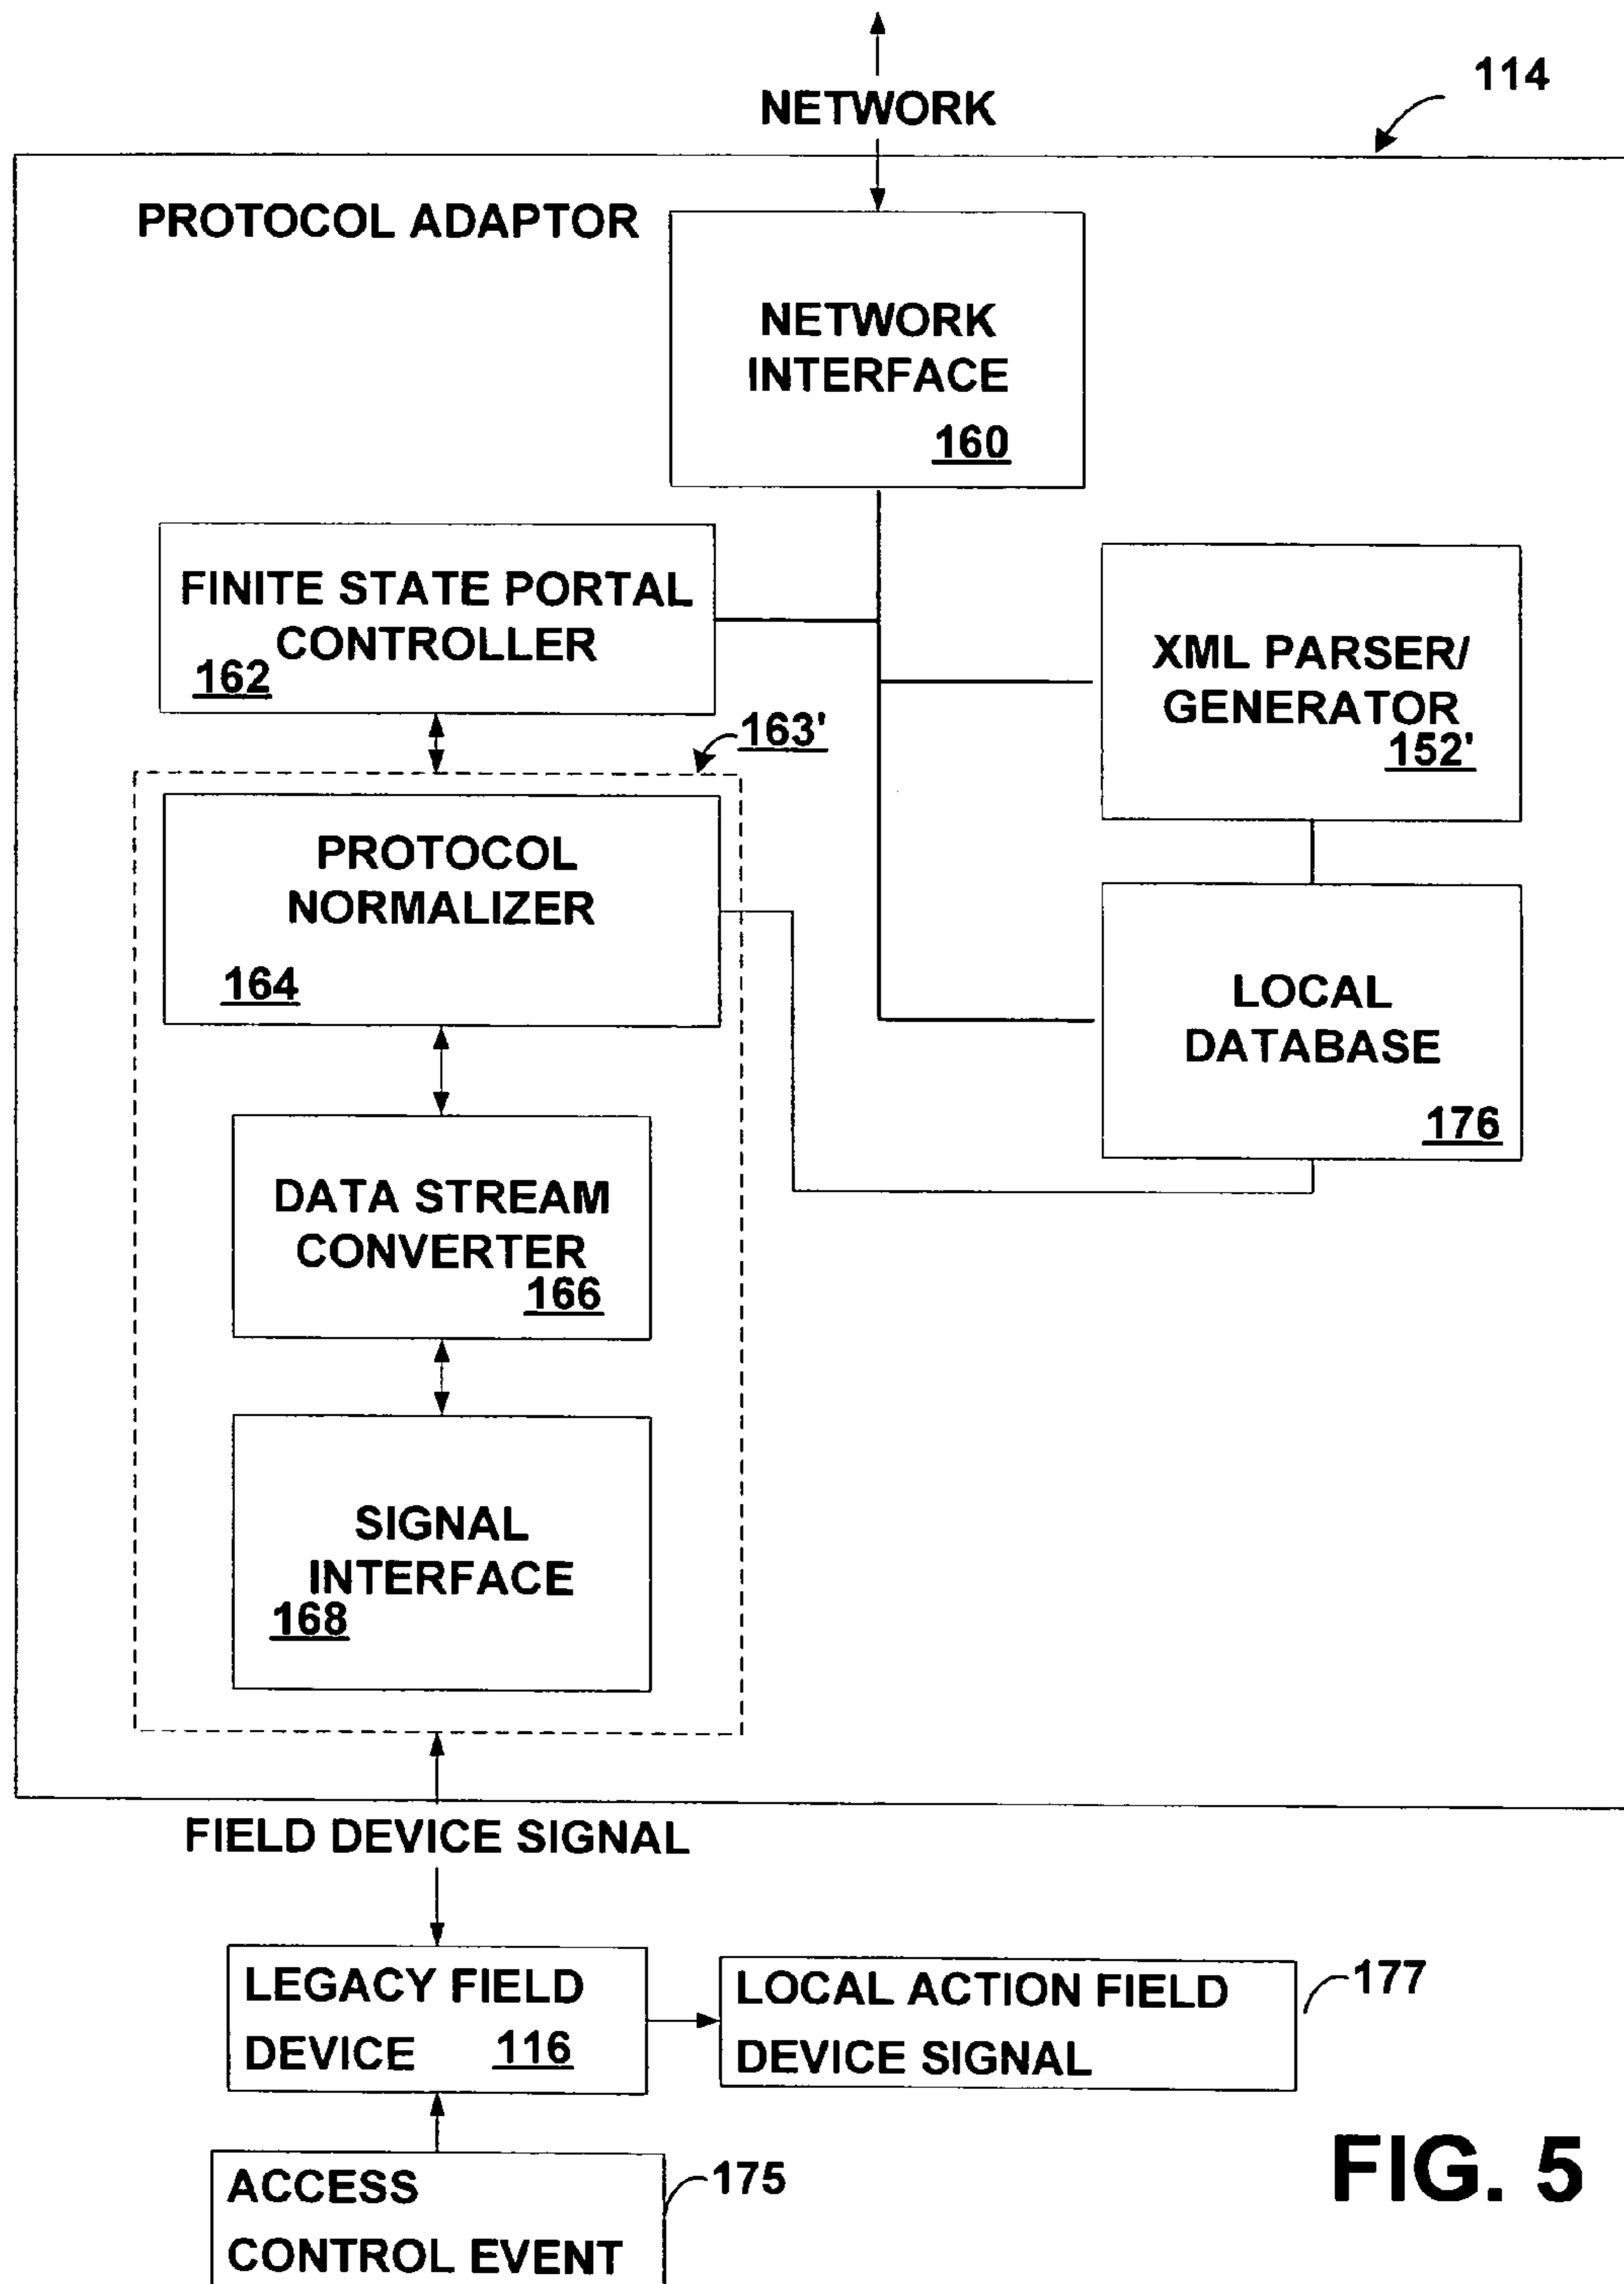 114
NETWORK
PROTOCOL ADAPTOR
NETWORK
INTERFACE
160
FINITE STATE PORTAL
CONTROLLER
162
XML PARSER/
GENERATOR
152'
163'
PROTOCOL
NORMALIZER
164
LOCAL
DATABASE
176
DATA STREAM
CONVERTER
166
SIGNAL
INTERFACE
168
FIELD DEVICE SIGNAL
LEGACY FIELD
DEVICE 116
LOCAL ACTION FIELD
DEVICE SIGNAL
177
ACCESS
CONTROL EVENT
175
FIG. 5